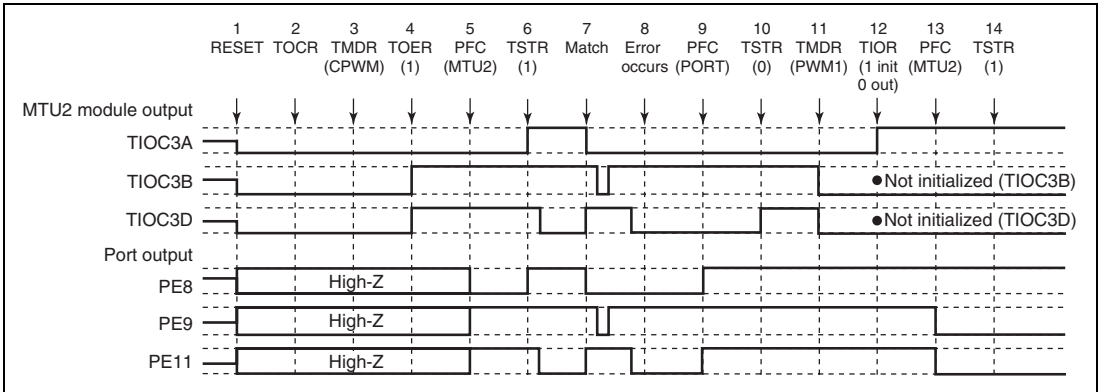 1 2 3 4 5 6 7 8 9 10 11 12 13 14
RESET TOCR TMDR TOER PFC TSTR Match Error PFC TSTR TMDR TIOR PFC TSTR
(CPWM) (1) (MTU2) (1) occurs (PORT) (0) (PWM1) (1 init (MTU2) (1)
0 out)
MTU2 module output
TIOC3A
TIOC3B ●Not initialized (TIOC3B)
TIOC3D ●Not initialized (TIOC3D)
Port output
PE8 High-Z
PE9 High-Z
PE11 High-Z